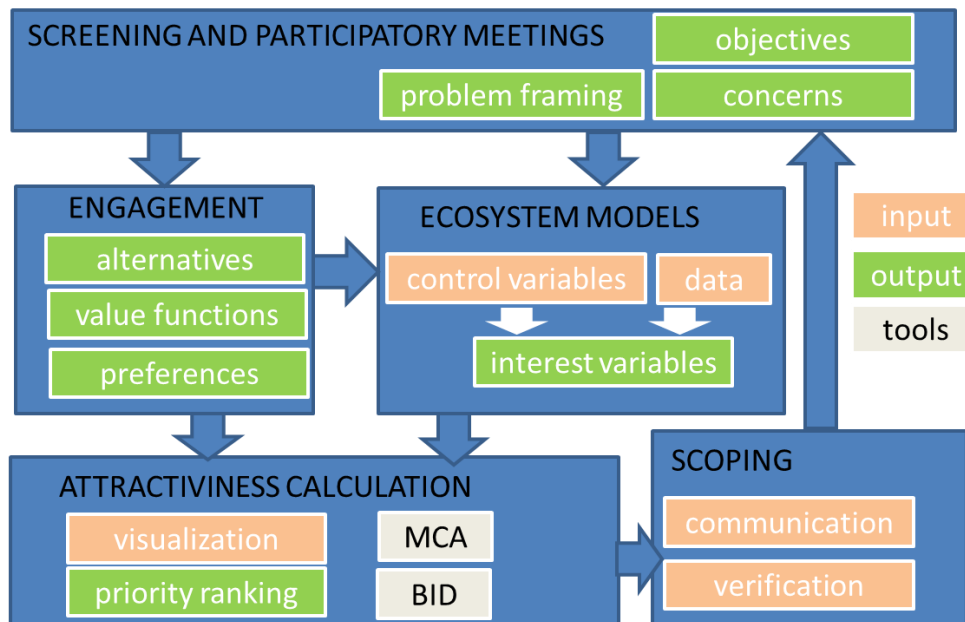 SCREENING AND PARTICIPATORY MEETINGS
objectives
problem framing
concerns
ENGAGEMENT
alternatives
value functions
preferences
ECOSYSTEM MODELS
control variables
data
interest variables
input
output
tools
ATTRACTIVINESS CALCULATION
visualization
MCA
priority ranking
BID
SCOPING
communication
verification